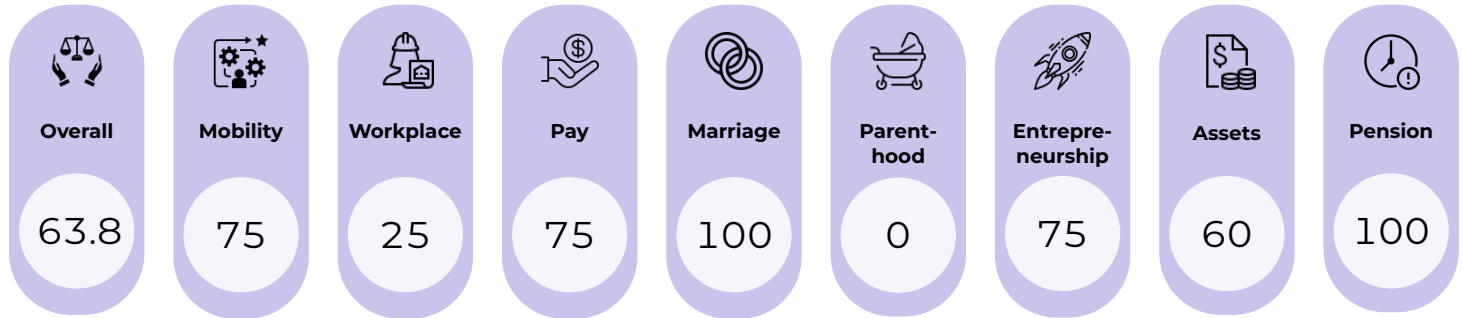 Overall
63.8
Mobility
75
Workplace
25
$
Pay
75
Marriage
100
Parent-
hood
0
Entrepre-
neurship
75
$
Assets
60
!
Pension
100